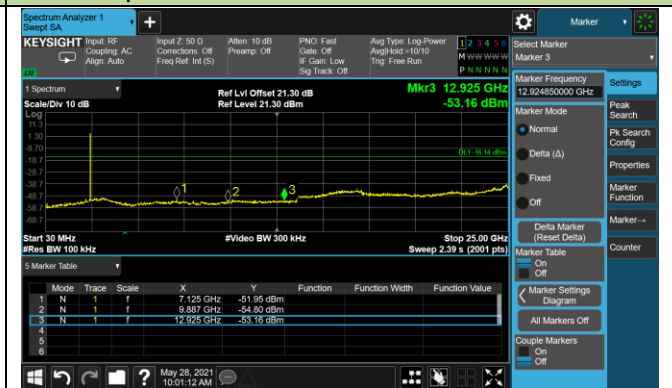 Spectrum Analyzer 1
Swept SA
Marker
KEYSIGHT
Input: RF
Coupling: AC
Align: Auto
Input Z: 50 Ω
Corrections: Off
Freq Ref: Int (S)
Atten: 10 dB
Preamp: Off
PNO: Fast
Gate: Off
IF Gain: Low
Sig Track: Off
Avg Type: Log-Power
Avg|Hold:>10/10
Trig: Free Run
1 2 3 4 5 6
M W W W W W
P N N N N N
LM
1 Spectrum
Scale/Div 10 dB
Log
Ref Lvl Offset 21.30 dB
Ref Level 21.30 dBm
Mkr3 12.925 GHz
-53.16 dBm
11.3
1.30
-8.70
-18.7
-28.7
-38.7
-48.7
-58.7
-68.7
DL1 -16.14 dBm
1
2
3
Start 30 MHz
#Res BW 100 kHz
#Video BW 300 kHz
Stop 25.00 GHz
Sweep 2.39 s (2001 pts)
5 Marker Table
Mode Trace Scale X Y Function Function Width Function Value
1 N 1 f 7.125 GHz -51.95 dBm
2 N 1 f 9.887 GHz -54.80 dBm
3 N 1 f 12.925 GHz -53.16 dBm
4
5
6
May 28, 2021
10:01:12 AM
Select Marker
Marker 3
Marker Frequency
12.924850000 GHz
Marker Mode
Normal
Delta (Δ)
Fixed
Off
Delta Marker
(Reset Delta)
Marker Table
On
Off
Marker Settings
Diagram
All Markers Off
Couple Markers
On
Off
Settings
Peak
Search
Pk Search
Config
Properties
Marker
Function
Marker→
Counter